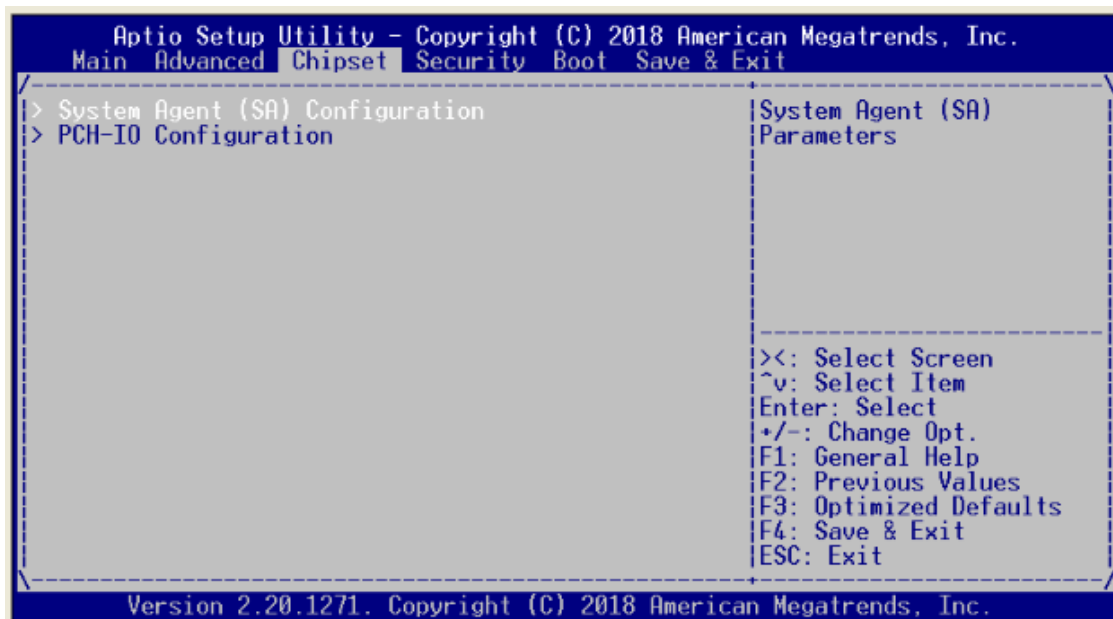 Aptio Setup Utility - Copyright (C) 2018 American Megatrends, Inc.
Main Advanced Chipset Security Boot Save & Exit
> System Agent (SA) Configuration
> PCH-IO Configuration
System Agent (SA)
Parameters
><: Select Screen
^v: Select Item
Enter: Select
+/-: Change Opt.
F1: General Help
F2: Previous Values
F3: Optimized Defaults
F4: Save & Exit
ESC: Exit
Version 2.20.1271. Copyright (C) 2018 American Megatrends, Inc.